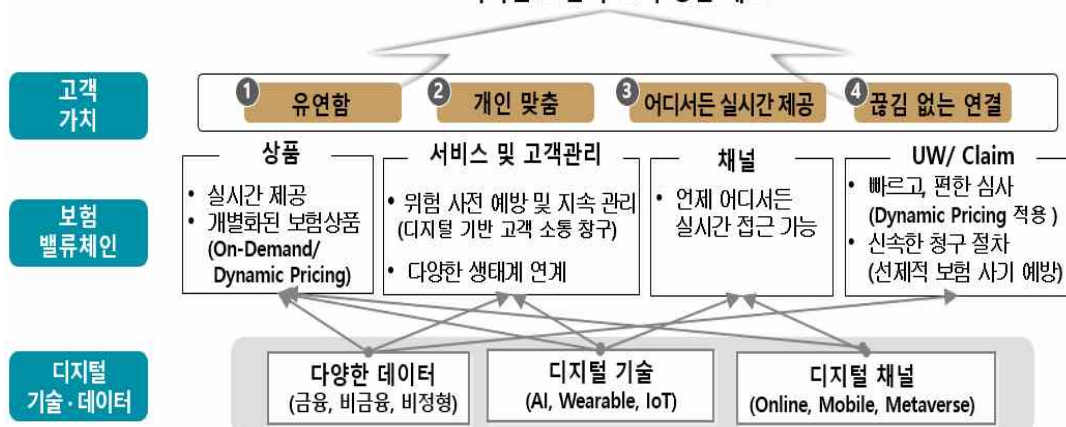 고객
가치
1 유연함
2 개인 맞춤
3 어디서든 실시간 제공
4 끊김 없는 연결
보험
밸류체인
상품
• 실시간 제공
• 개별화된 보험상품
(On-Demand/
Dynamic Pricing)
서비스 및 고객관리
• 위험 사전 예방 및 지속 관리
(디지털 기반 고객 소통 창구)
• 다양한 생태계 연계
채널
• 언제 어디서든
실시간 접근 가능
UW/ Claim
• 빠르고, 편한 심사
(Dynamic Pricing 적용 )
• 신속한 청구 절차
(선제적 보험 사기 예방)
디지털
기술·데이터
다양한 데이터
(금융, 비금융, 비정형)
디지털 기술
(AI, Wearable, IoT)
디지털 채널
(Online, Mobile, Metaverse)